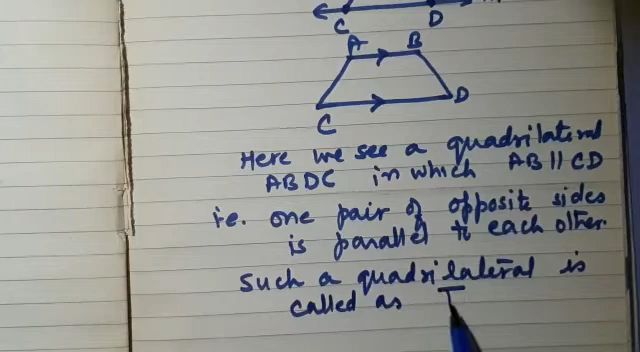 C D
A B
C D
Here we see a quadrilateral
ABDC in which AB || CD
i.e. one pair of opposite sides
is parallel to each other.
Such a quadrilateral is
called as